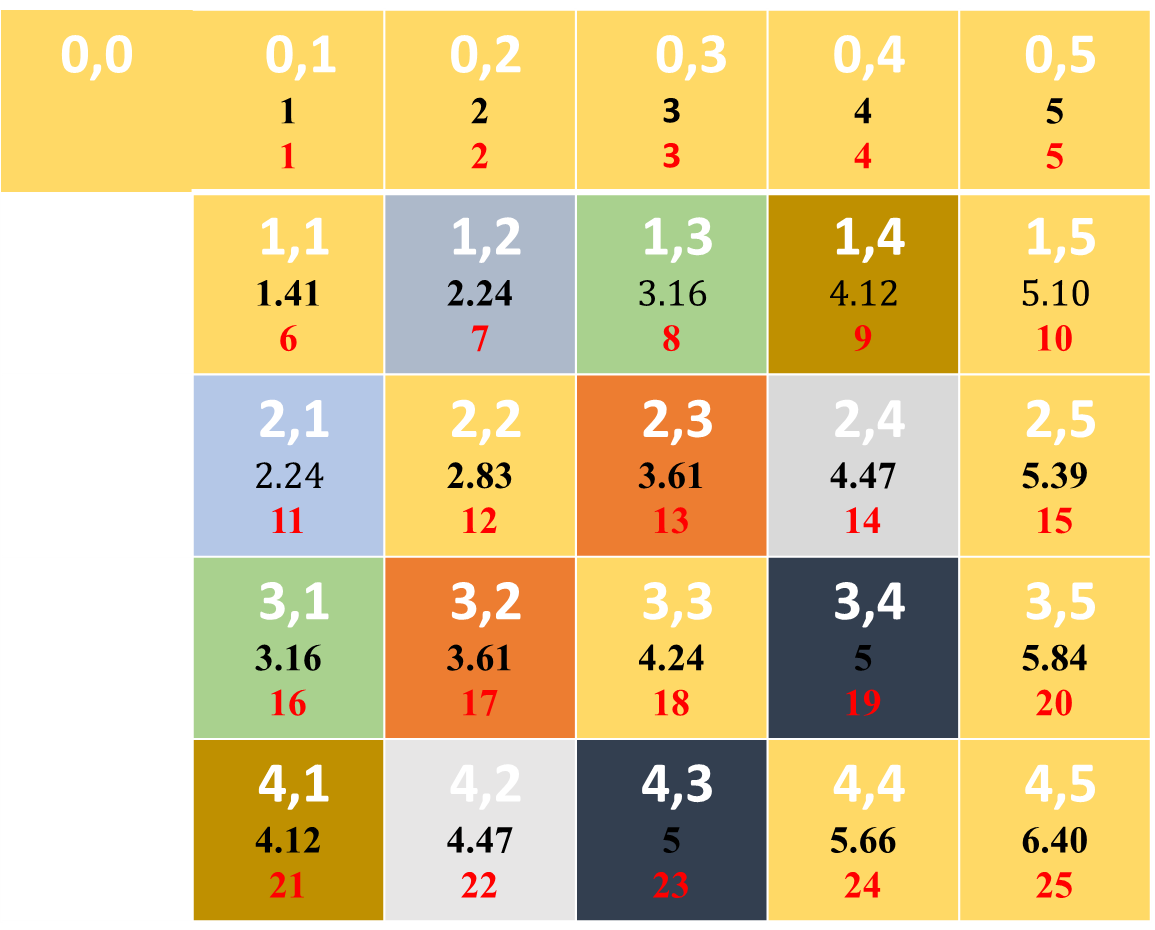 0,0 0,1 0,2 0,3 0,4 0,5
1 2 3 4 5
1 2 3 4 5
1,1 1,2 1,3 1,4 1,5
1.41 2.24 3.16 4.12 5.10
6 7 8 9 10
2,1 2,2 2,3 2,4 2,5
2.24 2.83 3.61 4.47 5.39
11 12 13 14 15
3,1 3,2 3,3 3,4 3,5
3.16 3.61 4.24 5 5.84
16 17 18 19 20
4,1 4,2 4,3 4,4 4,5
4.12 4.47 5 5.66 6.40
21 22 23 24 25